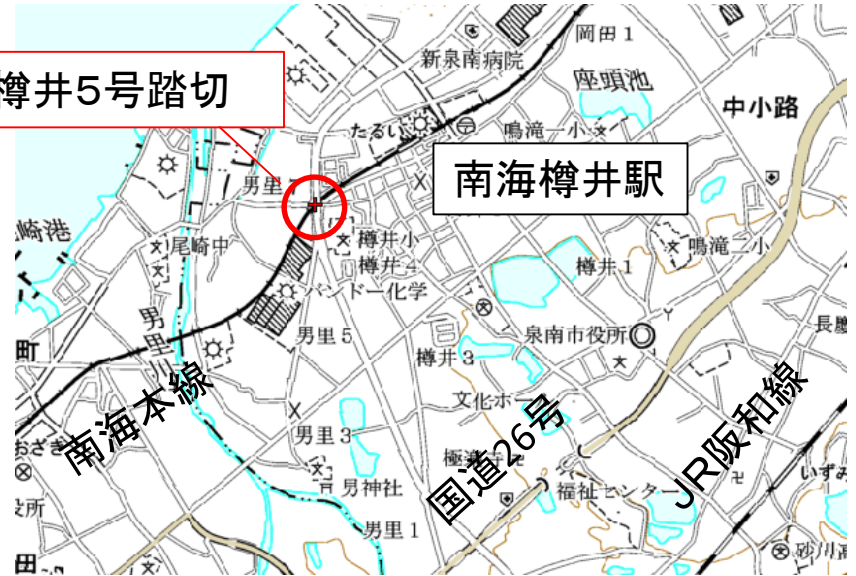 岡田1
新泉南病院
座頭池
中小路
樽井5号踏切
たるい
鳴滝一小
男里7
南海樽井駅
崎港
尾崎中
樽井小
鳴滝二小
樽井4
樽井1
バンドー化学
男里川
男里5
泉南市役所
長慶
町
樽井3
南海本線
文化ホー
国道26号
JR阪和線
おざき
男里3
極楽寺
男神社
福祉センター
いずみ
役所
男里1
砂川高
田